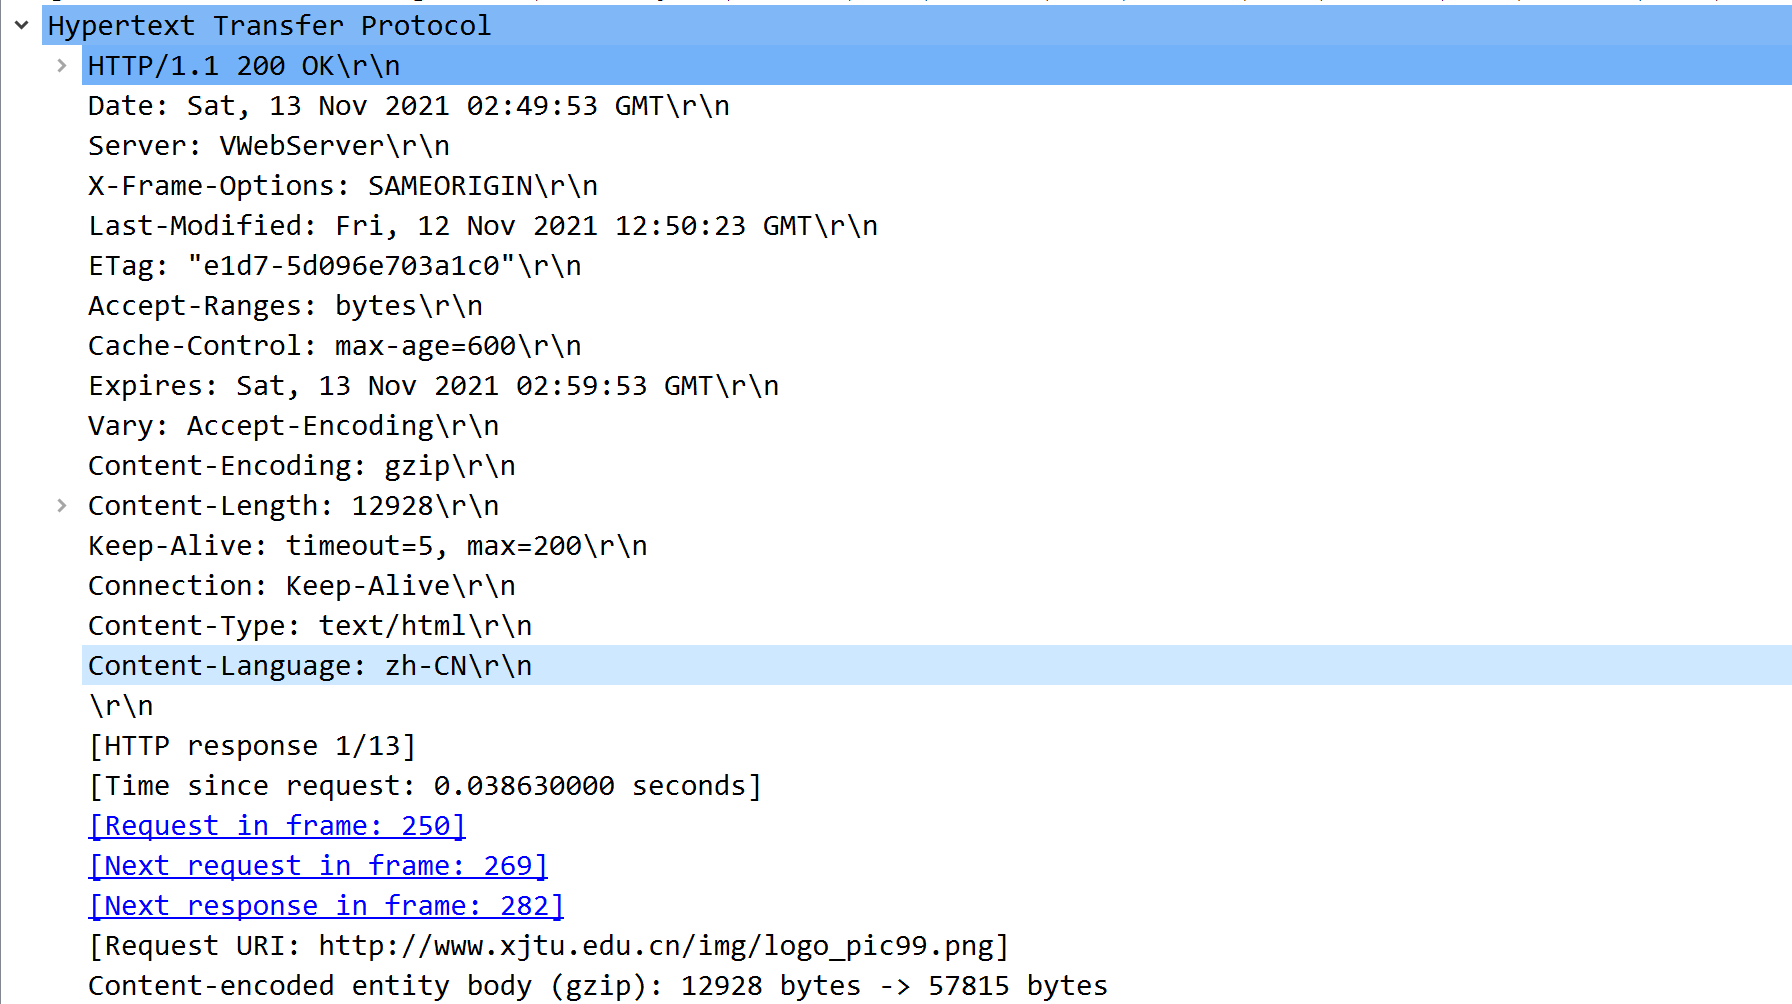 Hypertext Transfer Protocol
HTTP/1.1 200 OK\r\n
Date: Sat, 13 Nov 2021 02:49:53 GMT\r\n
Server: VWebServer\r\n
X-Frame-Options: SAMEORIGIN\r\n
Last-Modified: Fri, 12 Nov 2021 12:50:23 GMT\r\n
ETag: "e1d7-5d096e703a1c0"\r\n
Accept-Ranges: bytes\r\n
Cache-Control: max-age=600\r\n
Expires: Sat, 13 Nov 2021 02:59:53 GMT\r\n
Vary: Accept-Encoding\r\n
Content-Encoding: gzip\r\n
Content-Length: 12928\r\n
Keep-Alive: timeout=5, max=200\r\n
Connection: Keep-Alive\r\n
Content-Type: text/html\r\n
Content-Language: zh-CN\r\n
\r\n
[HTTP response 1/13]
[Time since request: 0.038630000 seconds]
[Request in frame: 250]
[Next request in frame: 269]
[Next response in frame: 282]
[Request URI: http://www.xjtu.edu.cn/img/logo_pic99.png]
Content-encoded entity body (gzip): 12928 bytes -> 57815 bytes